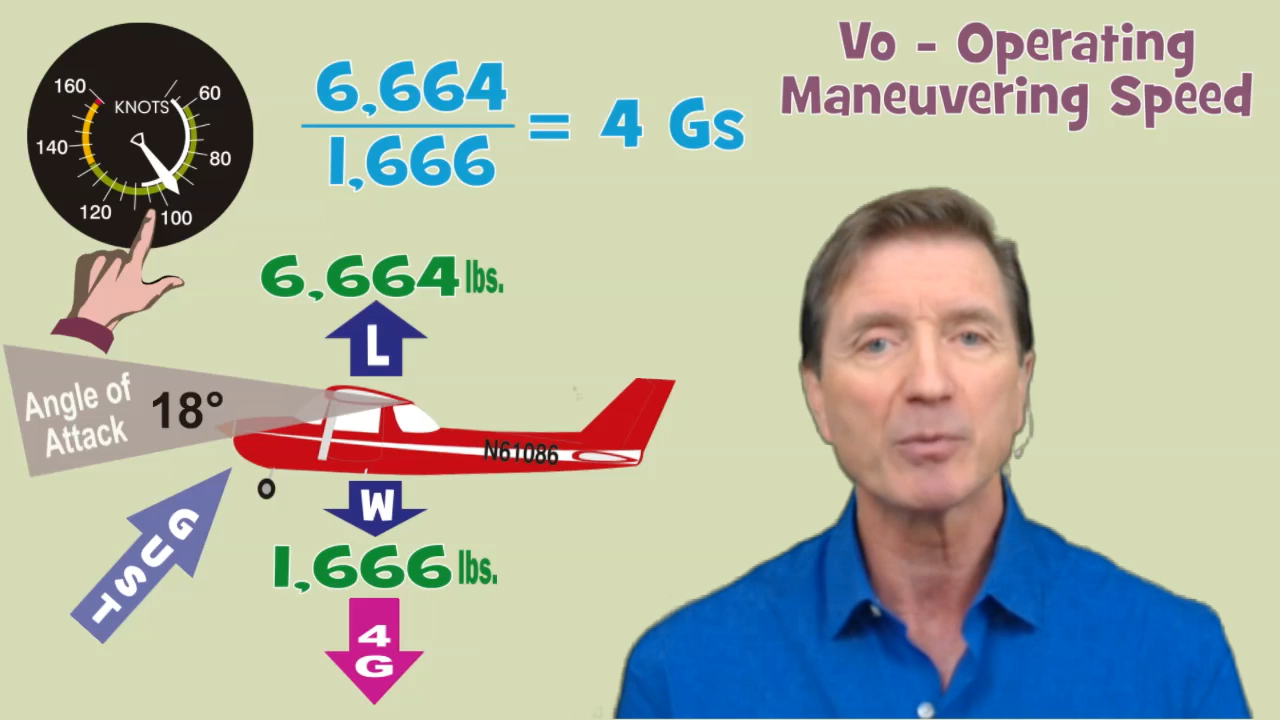 Vo - Operating
Maneuvering Speed
160
KNOTS
60
140
80
120
100
6,664
1,666
= 4 Gs
6,664 lbs.
L
Angle of
Attack
18°
N61086
W
GUST
1,666 lbs.
4
G